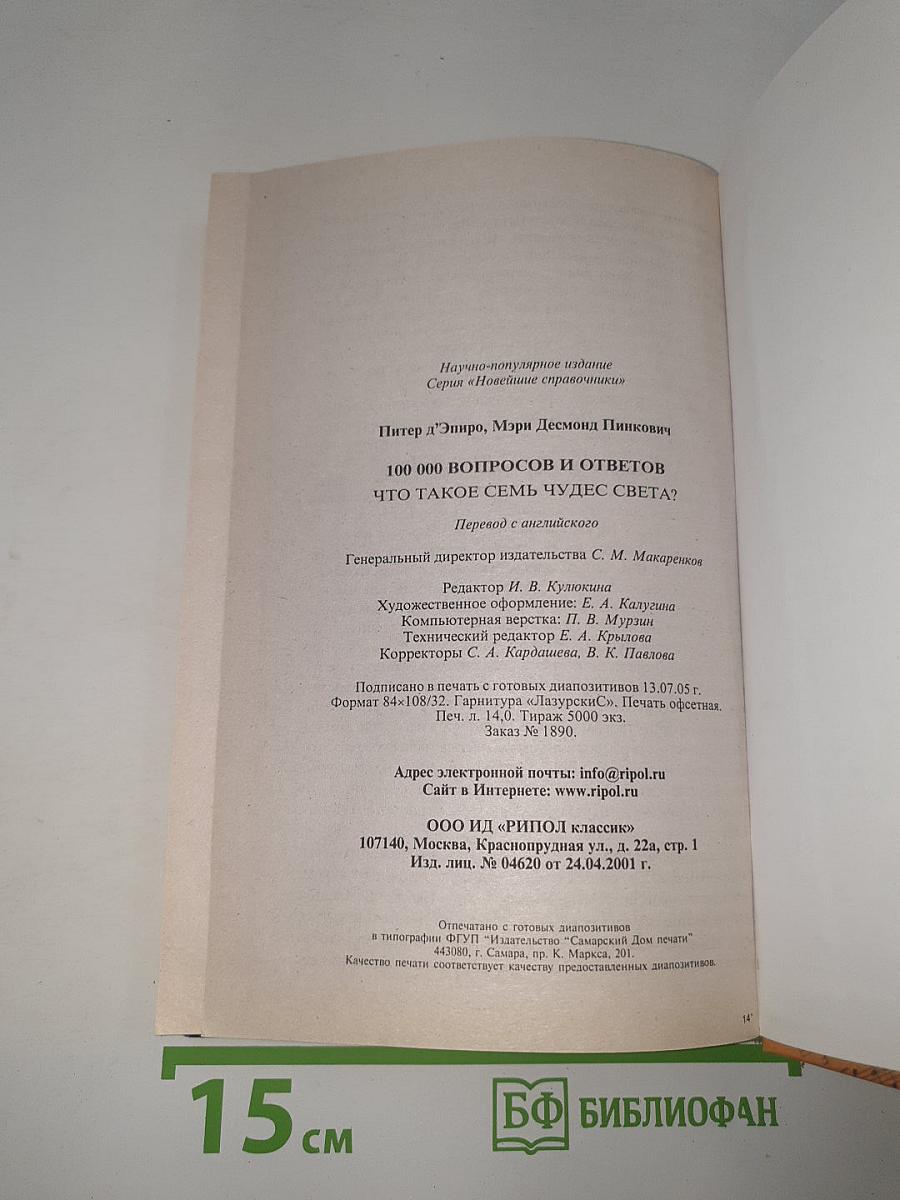 Научно-популярное издание
Серия «Новейшие справочники»
Питер д'Эпиро, Мэри Десмонд Пинкович
100 000 ВОПРОСОВ И ОТВЕТОВ
ЧТО ТАКОЕ СЕМЬ ЧУДЕС СВЕТА?
Перевод с английского
Генеральный директор издательства С. М. Макаренков
Редактор И. В. Кулюкина
Художественное оформление: Е. А. Калугина
Компьютерная верстка: П. В. Мурзин
Технический редактор Е. А. Крылова
Корректоры С. А. Кардашева, В. К. Павлова
Подписано в печать с готовых диапозитивов 13.07.05 г.
Формат 84×108/32. Гарнитура «ЛазурскиС». Печать офсетная.
Печ. л. 14,0. Тираж 5000 экз.
Заказ № 1890.
Адрес электронной почты: info@ripol.ru
Сайт в Интернете: www.ripol.ru
ООО ИД «РИПОЛ классик»
107140, Москва, Краснопрудная ул., д. 22а, стр. 1
Изд. лиц. № 04620 от 24.04.2001 г.
Отпечатано с готовых диапозитивов
в типографии ФГУП "Издательство "Самарский Дом печати"
443080, г. Самара, пр. К. Маркса, 201.
Качество печати соответствует качеству предоставленных диапозитивов.
14*
15 см
БФ БИБЛИОФАН